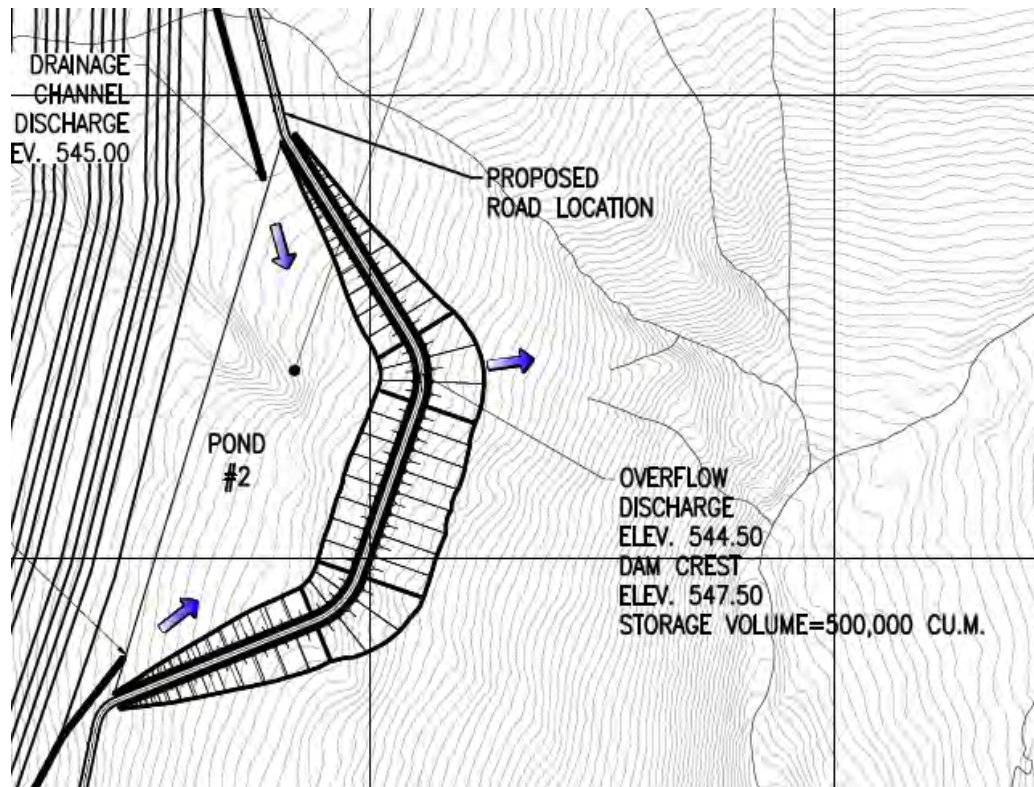 DRAINAGE
CHANNEL
DISCHARGE
EV. 545.00
PROPOSED
ROAD LOCATION
POND
#2
OVERFLOW
DISCHARGE
ELEV. 544.50
DAM CREST
ELEV. 547.50
STORAGE VOLUME=500,000 CU.M.